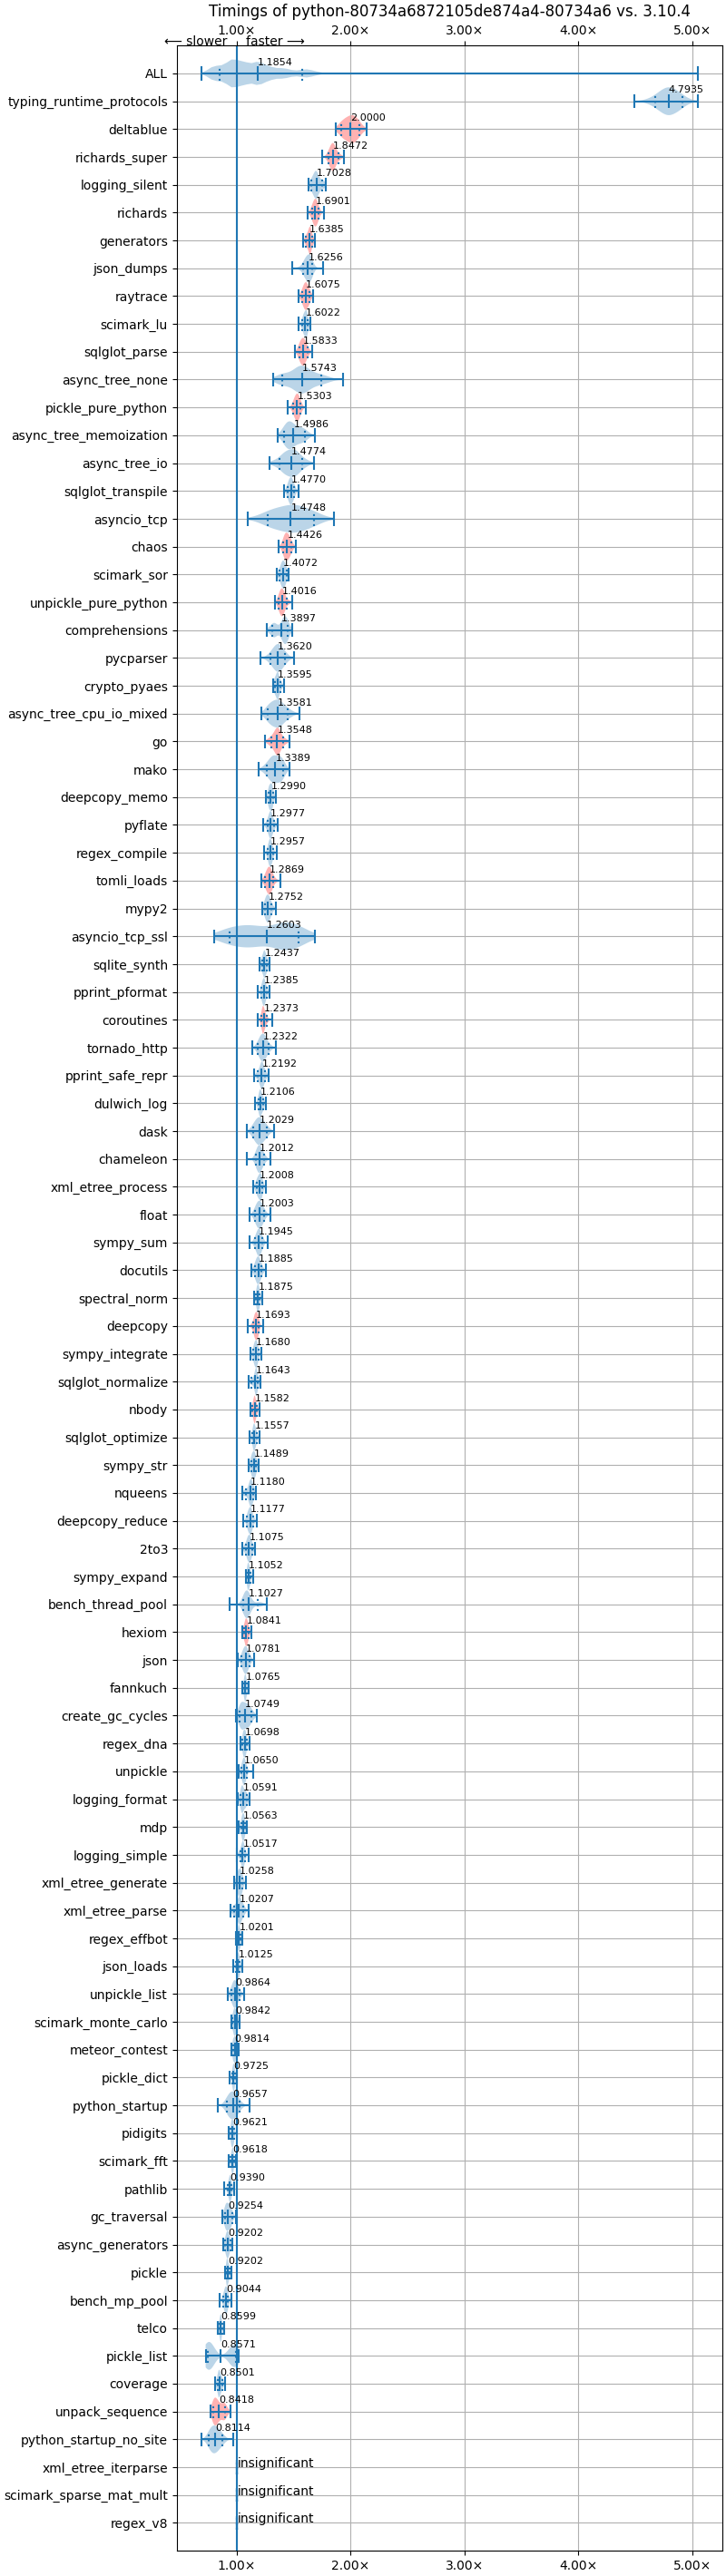 Timings of python-80734a6872105de874a4-80734a6 vs. 3.10.4
1.00× 2.00× 3.00× 4.00× 5.00×
⟵ slower faster ⟶
ALL 1.1854
typing_runtime_protocols 4.7935
deltablue 2.0000
richards_super 1.8472
logging_silent 1.7028
richards 1.6901
generators 1.6385
json_dumps 1.6256
raytrace 1.6075
scimark_lu 1.6022
sqlglot_parse 1.5833
async_tree_none 1.5743
pickle_pure_python 1.5303
async_tree_memoization 1.4986
async_tree_io 1.4774
sqlglot_transpile 1.4770
asyncio_tcp 1.4748
chaos 1.4426
scimark_sor 1.4072
unpickle_pure_python 1.4016
comprehensions 1.3897
pycparser 1.3620
crypto_pyaes 1.3595
async_tree_cpu_io_mixed 1.3581
go 1.3548
mako 1.3389
deepcopy_memo 1.2990
pyflate 1.2977
regex_compile 1.2957
tomli_loads 1.2869
mypy2 1.2752
asyncio_tcp_ssl 1.2603
sqlite_synth 1.2437
pprint_pformat 1.2385
coroutines 1.2373
tornado_http 1.2322
pprint_safe_repr 1.2192
dulwich_log 1.2106
dask 1.2029
chameleon 1.2012
xml_etree_process 1.2008
float 1.2003
sympy_sum 1.1945
docutils 1.1885
spectral_norm 1.1875
deepcopy 1.1693
sympy_integrate 1.1680
sqlglot_normalize 1.1643
nbody 1.1582
sqlglot_optimize 1.1557
sympy_str 1.1489
nqueens 1.1180
deepcopy_reduce 1.1177
2to3 1.1075
sympy_expand 1.1052
bench_thread_pool 1.1027
hexiom 1.0841
json 1.0781
fannkuch 1.0765
create_gc_cycles 1.0749
regex_dna 1.0698
unpickle 1.0650
logging_format 1.0591
mdp 1.0563
logging_simple 1.0517
xml_etree_generate 1.0258
xml_etree_parse 1.0207
regex_effbot 1.0201
json_loads 1.0125
unpickle_list 0.9864
scimark_monte_carlo 0.9842
meteor_contest 0.9814
pickle_dict 0.9725
python_startup 0.9657
pidigits 0.9621
scimark_fft 0.9618
pathlib 0.9390
gc_traversal 0.9254
async_generators 0.9202
pickle 0.9202
bench_mp_pool 0.9044
telco 0.8599
pickle_list 0.8571
coverage 0.8501
unpack_sequence 0.8418
python_startup_no_site 0.8114
xml_etree_iterparse insignificant
scimark_sparse_mat_mult insignificant
regex_v8 insignificant
1.00× 2.00× 3.00× 4.00× 5.00×